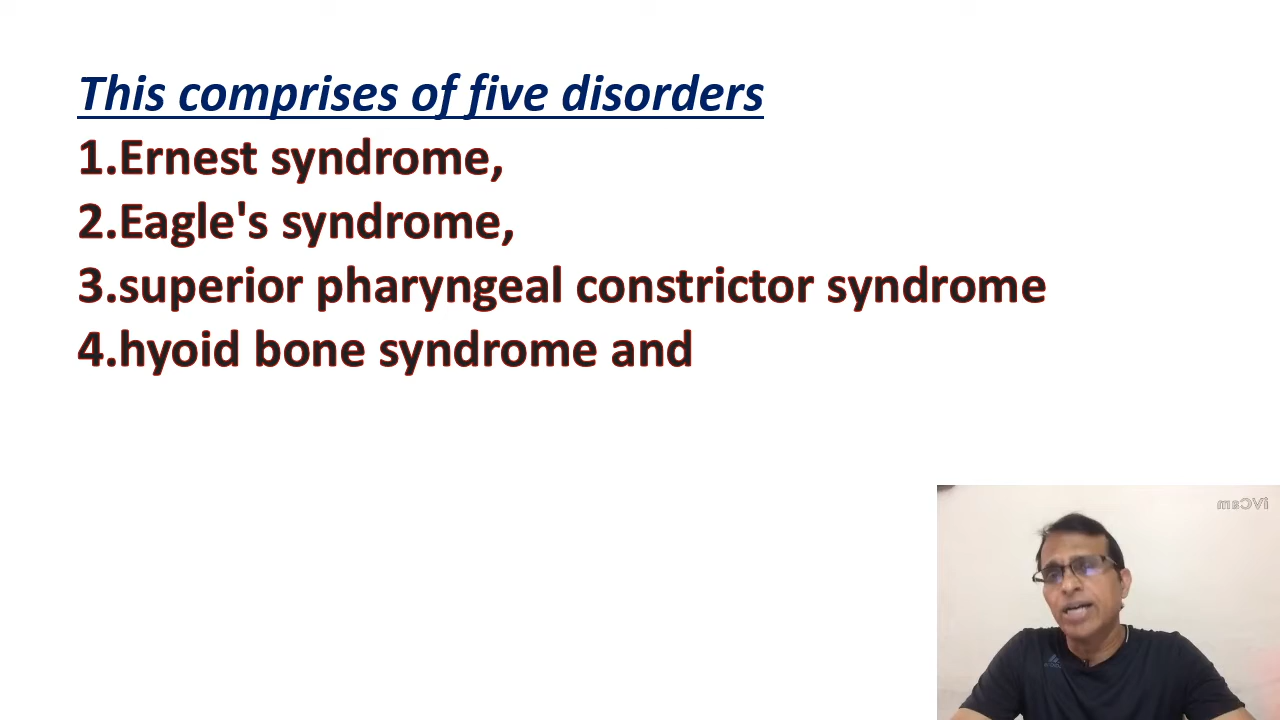 This comprises of five disorders
1.Ernest syndrome,
2.Eagle's syndrome,
3.superior pharyngeal constrictor syndrome
4.hyoid bone syndrome and
iVCam